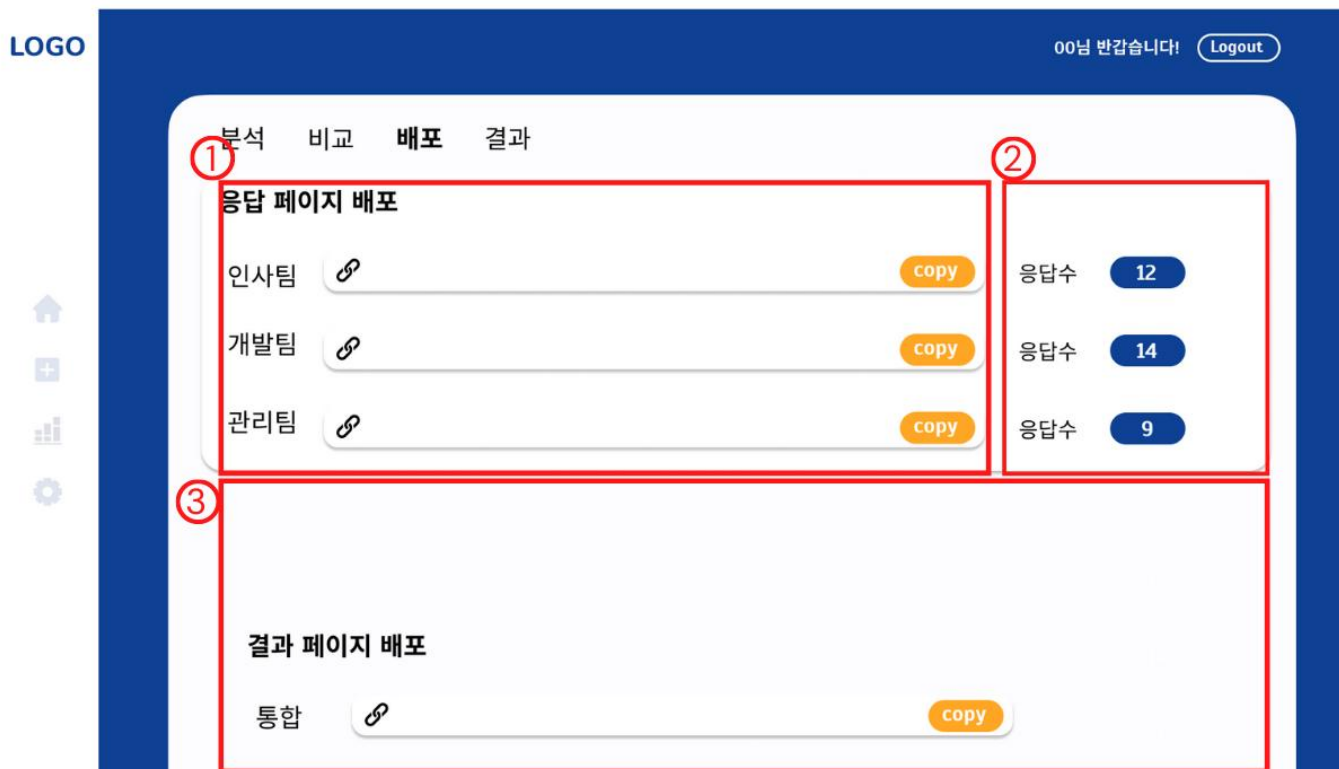 LOGO
00님 반갑습니다! Logout
분석 비교 배포 결과
① ②
응답 페이지 배포
인사팀 copy 응답수 12
개발팀 copy 응답수 14
관리팀 copy 응답수 9
③
결과 페이지 배포
통합 copy